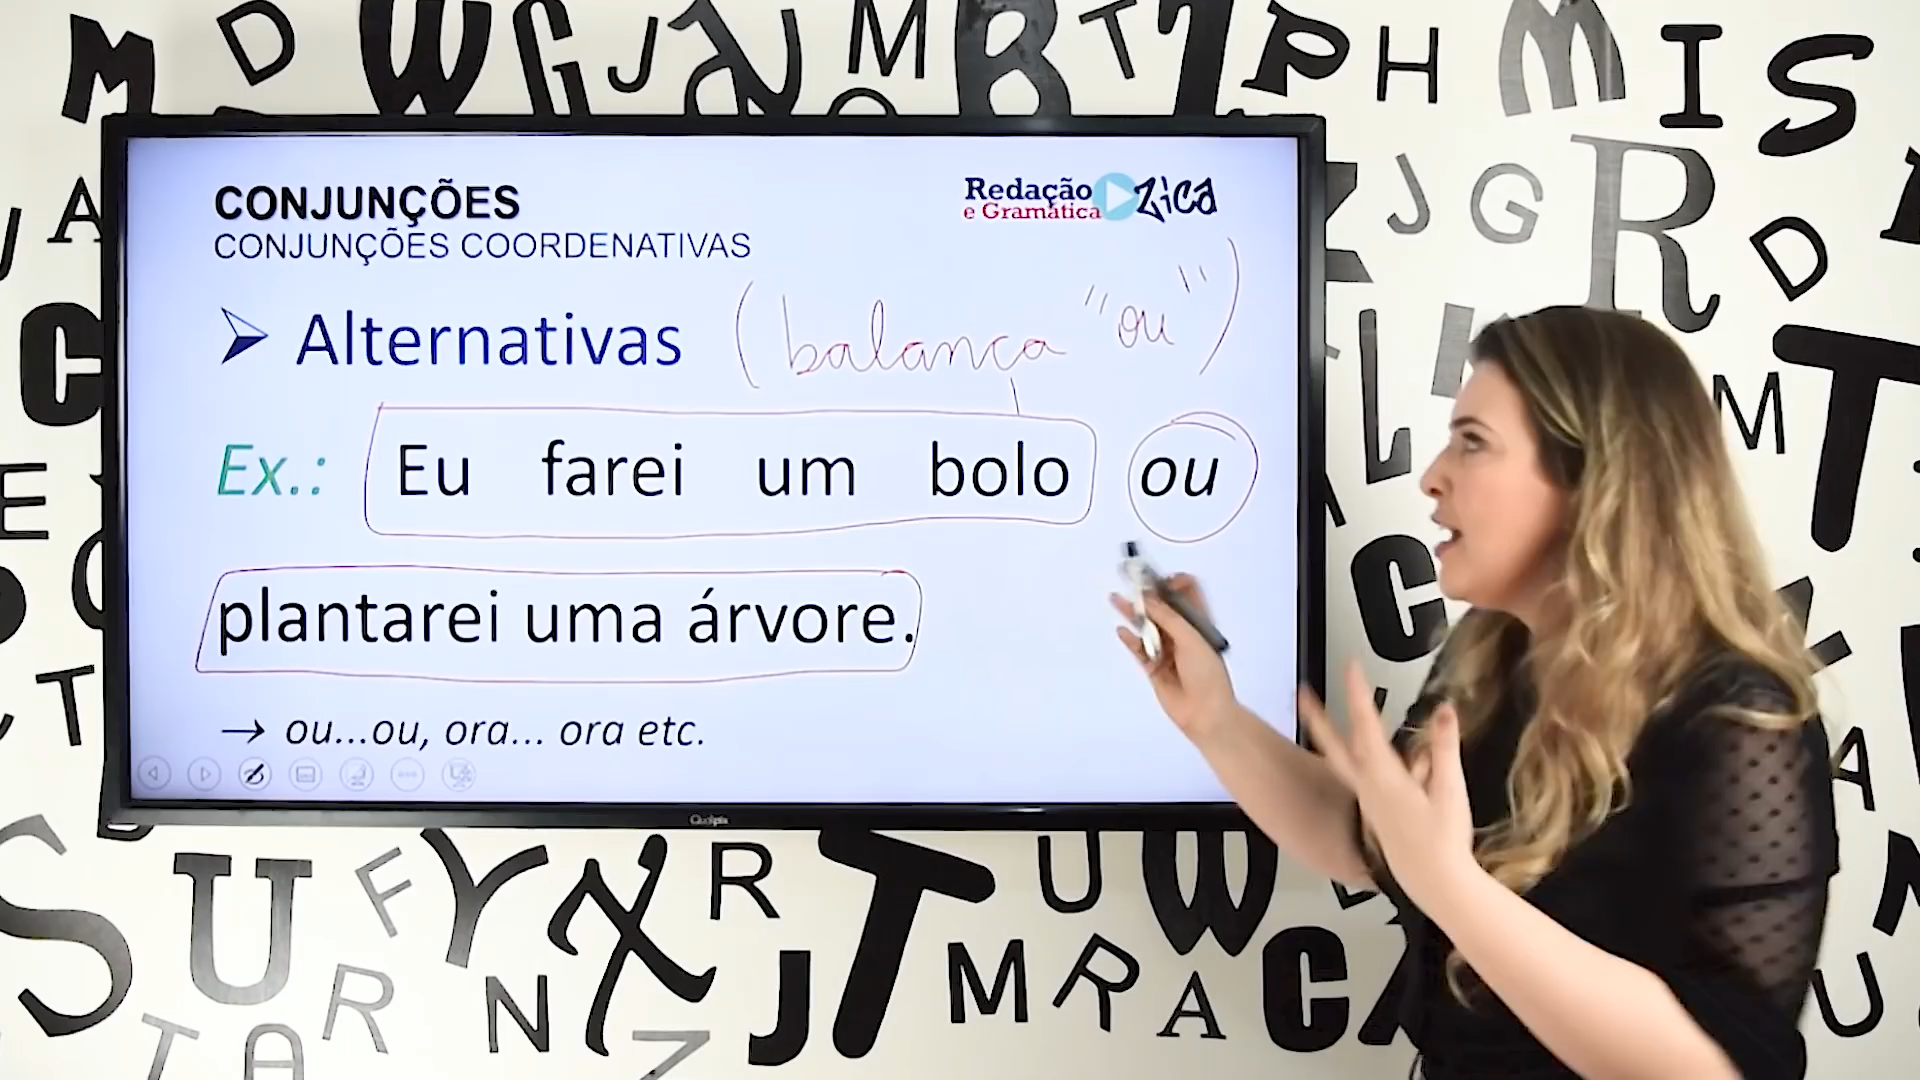 CONJUNÇÕES
Redação
e Gramática
Zica
CONJUNÇÕES COORDENATIVAS
Alternativas (balança "ou")
Ex.: Eu farei um bolo ou
plantarei uma árvore.
→ ou...ou, ora... ora etc.
Qualipix